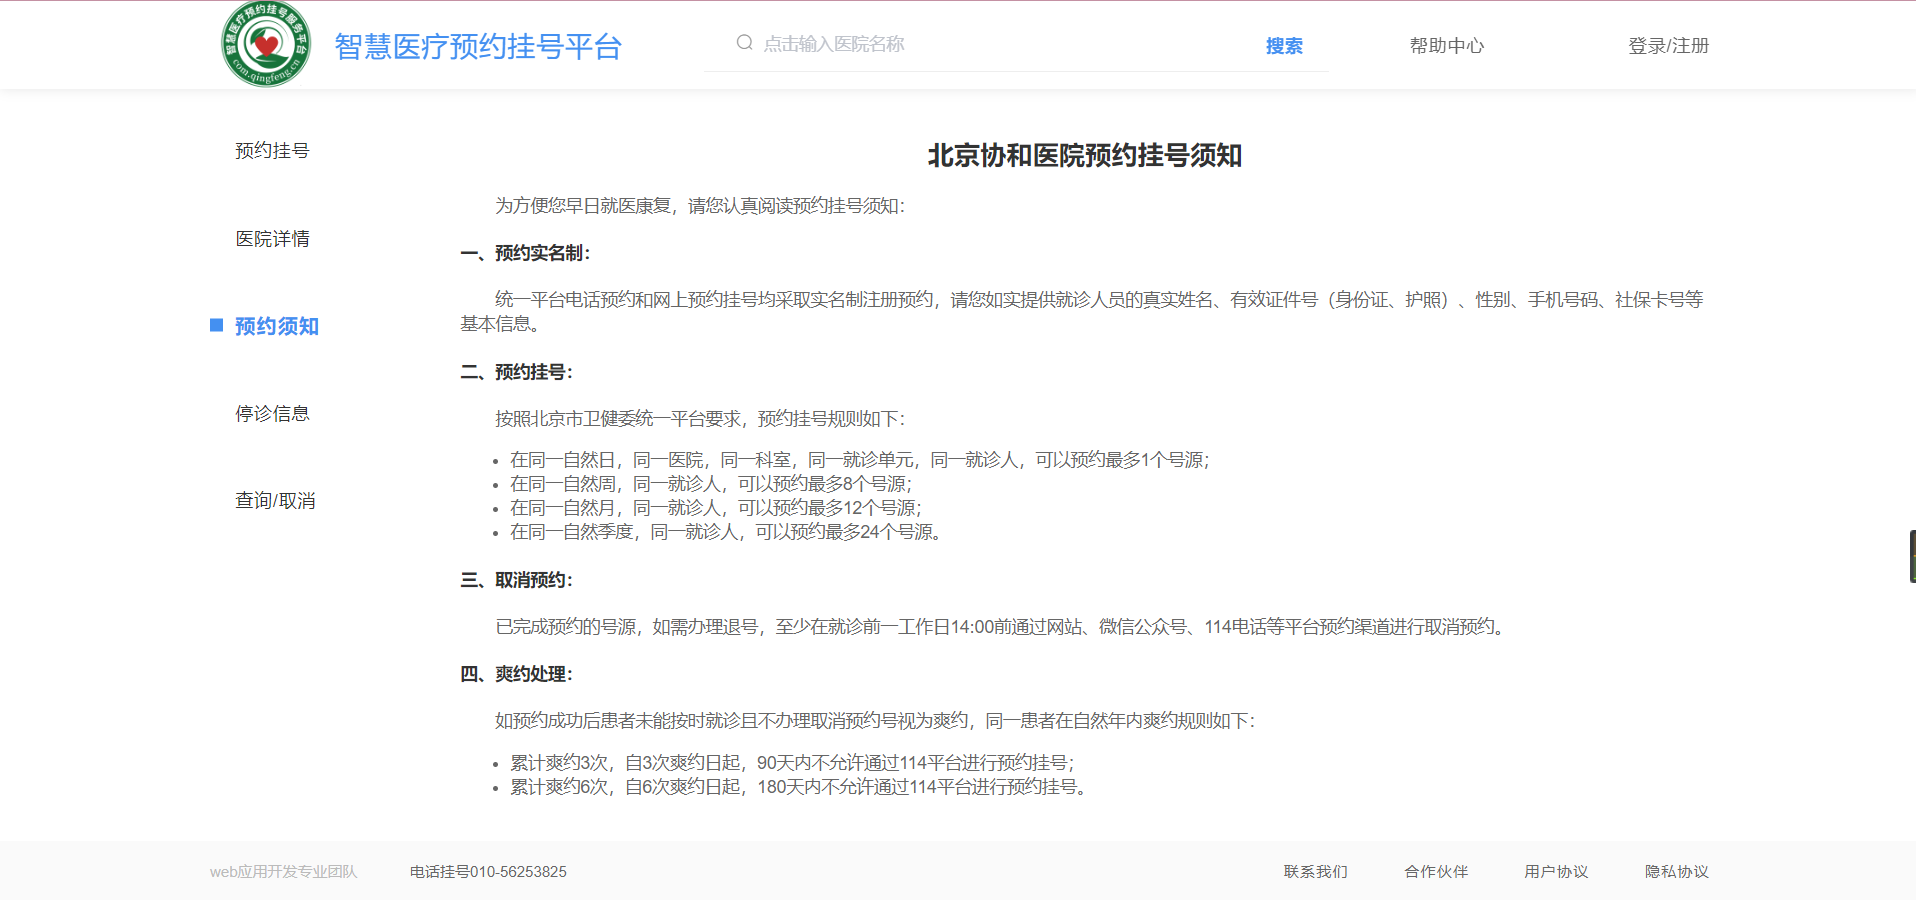 智慧医疗预约挂号服务平台
com.qingfeng.cn
智慧医疗预约挂号平台
点击输入医院名称
搜索
帮助中心
登录/注册
预约挂号
医院详情
预约须知
停诊信息
查询/取消
北京协和医院预约挂号须知
为方便您早日就医康复，请您认真阅读预约挂号须知：
一、预约实名制：
统一平台电话预约和网上预约挂号均采取实名制注册预约，请您如实提供就诊人员的真实姓名、有效证件号（身份证、护照）、性别、手机号码、社保卡号等
基本信息。
二、预约挂号：
按照北京市卫健委统一平台要求，预约挂号规则如下：
• 在同一自然日，同一医院，同一科室，同一就诊单元，同一就诊人，可以预约最多1个号源；
• 在同一自然周，同一就诊人，可以预约最多8个号源；
• 在同一自然月，同一就诊人，可以预约最多12个号源；
• 在同一自然季度，同一就诊人，可以预约最多24个号源。
三、取消预约：
已完成预约的号源，如需办理退号，至少在就诊前一工作日14:00前通过网站、微信公众号、114电话等平台预约渠道进行取消预约。
四、爽约处理：
如预约成功后患者未能按时就诊且不办理取消预约号视为爽约，同一患者在自然年内爽约规则如下：
• 累计爽约3次，自3次爽约日起，90天内不允许通过114平台进行预约挂号；
• 累计爽约6次，自6次爽约日起，180天内不允许通过114平台进行预约挂号。
web应用开发专业团队
电话挂号010-56253825
联系我们
合作伙伴
用户协议
隐私协议